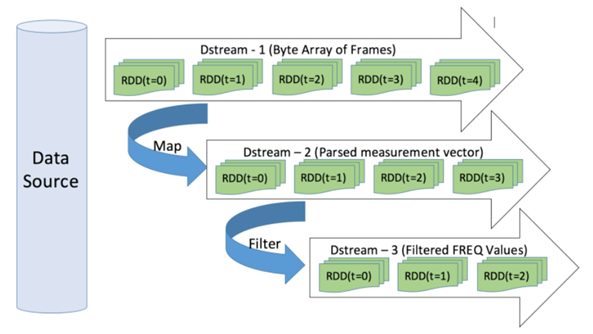 Dstream - 1 (Byte Array of Frames)
RDD(t=0) RDD(t=1) RDD(t=2) RDD(t=3) RDD(t=4)
Data
Source
Map
Dstream – 2 (Parsed measurement vector)
RDD(t=0) RDD(t=1) RDD(t=2) RDD(t=3)
Filter
Dstream – 3 (Filtered FREQ Values)
RDD(t=0) RDD(t=1) RDD(t=2)